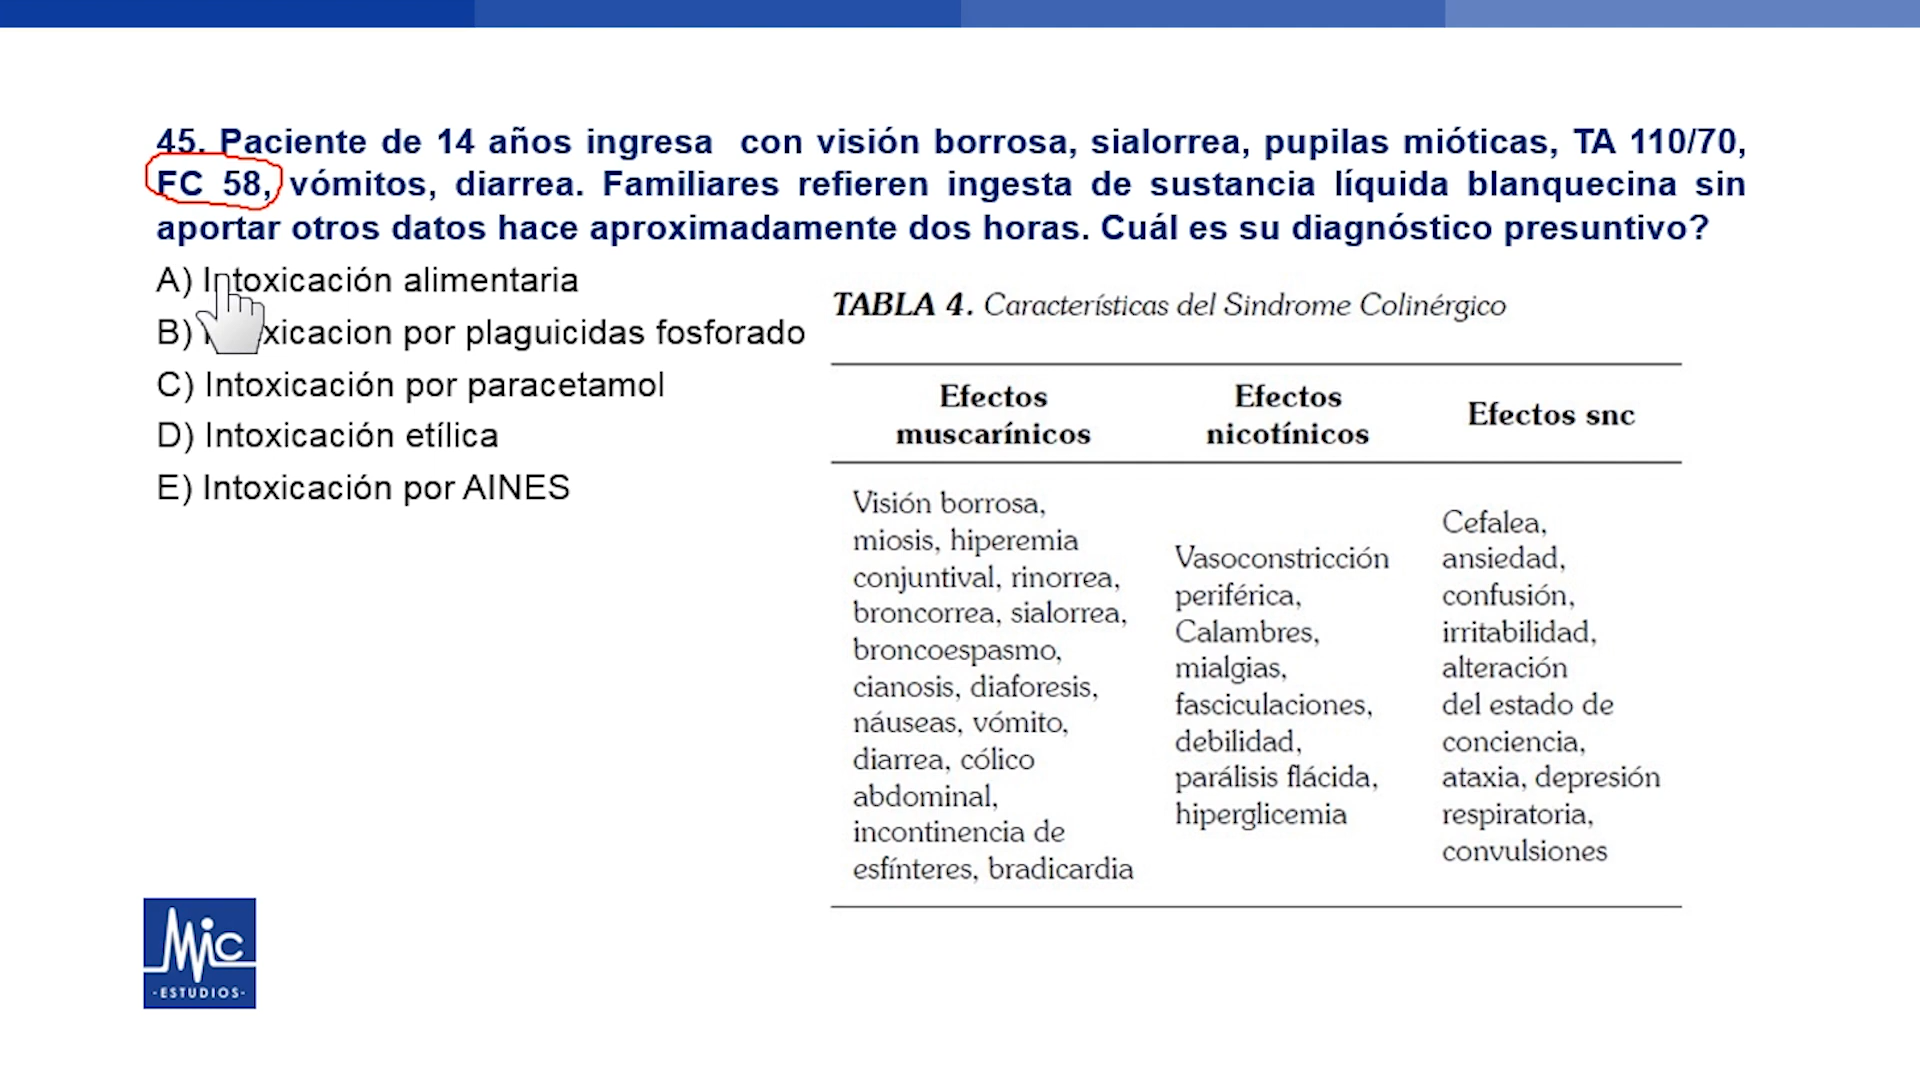 45. Paciente de 14 años ingresa con visión borrosa, sialorrea, pupilas mióticas, TA 110/70,
FC 58, vómitos, diarrea. Familiares refieren ingesta de sustancia líquida blanquecina sin
aportar otros datos hace aproximadamente dos horas. Cuál es su diagnóstico presuntivo?
A) Intoxicación alimentaria
B) xicacion por plaguicidas fosforado
C) Intoxicación por paracetamol
D) Intoxicación etílica
E) Intoxicación por AINES
TABLA 4. Características del Sindrome Colinérgico
Efectos
muscarínicos
Efectos
nicotínicos
Efectos snc
Visión borrosa,
miosis, hiperemia
conjuntival, rinorrea,
broncorrea, sialorrea,
broncoespasmo,
cianosis, diaforesis,
náuseas, vómito,
diarrea, cólico
abdominal,
incontinencia de
esfínteres, bradicardia
Vasoconstricción
periférica,
Calambres,
mialgias,
fasciculaciones,
debilidad,
parálisis flácida,
hiperglicemia
Cefalea,
ansiedad,
confusión,
irritabilidad,
alteración
del estado de
conciencia,
ataxia, depresión
respiratoria,
convulsiones
Mic
·ESTUDIOS·